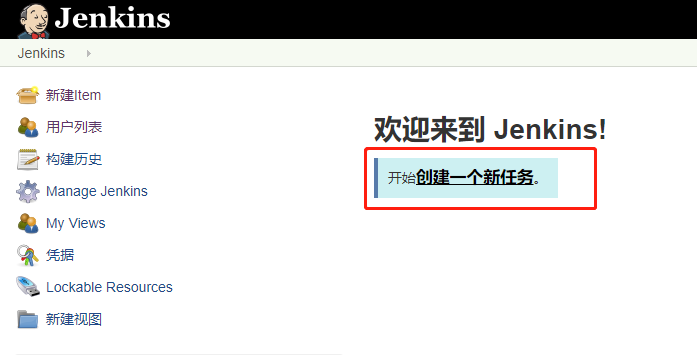 Jenkins
Jenkins
新建Item
用户列表
构建历史
Manage Jenkins
My Views
凭据
Lockable Resources
新建视图
欢迎来到 Jenkins!
开始创建一个新任务。